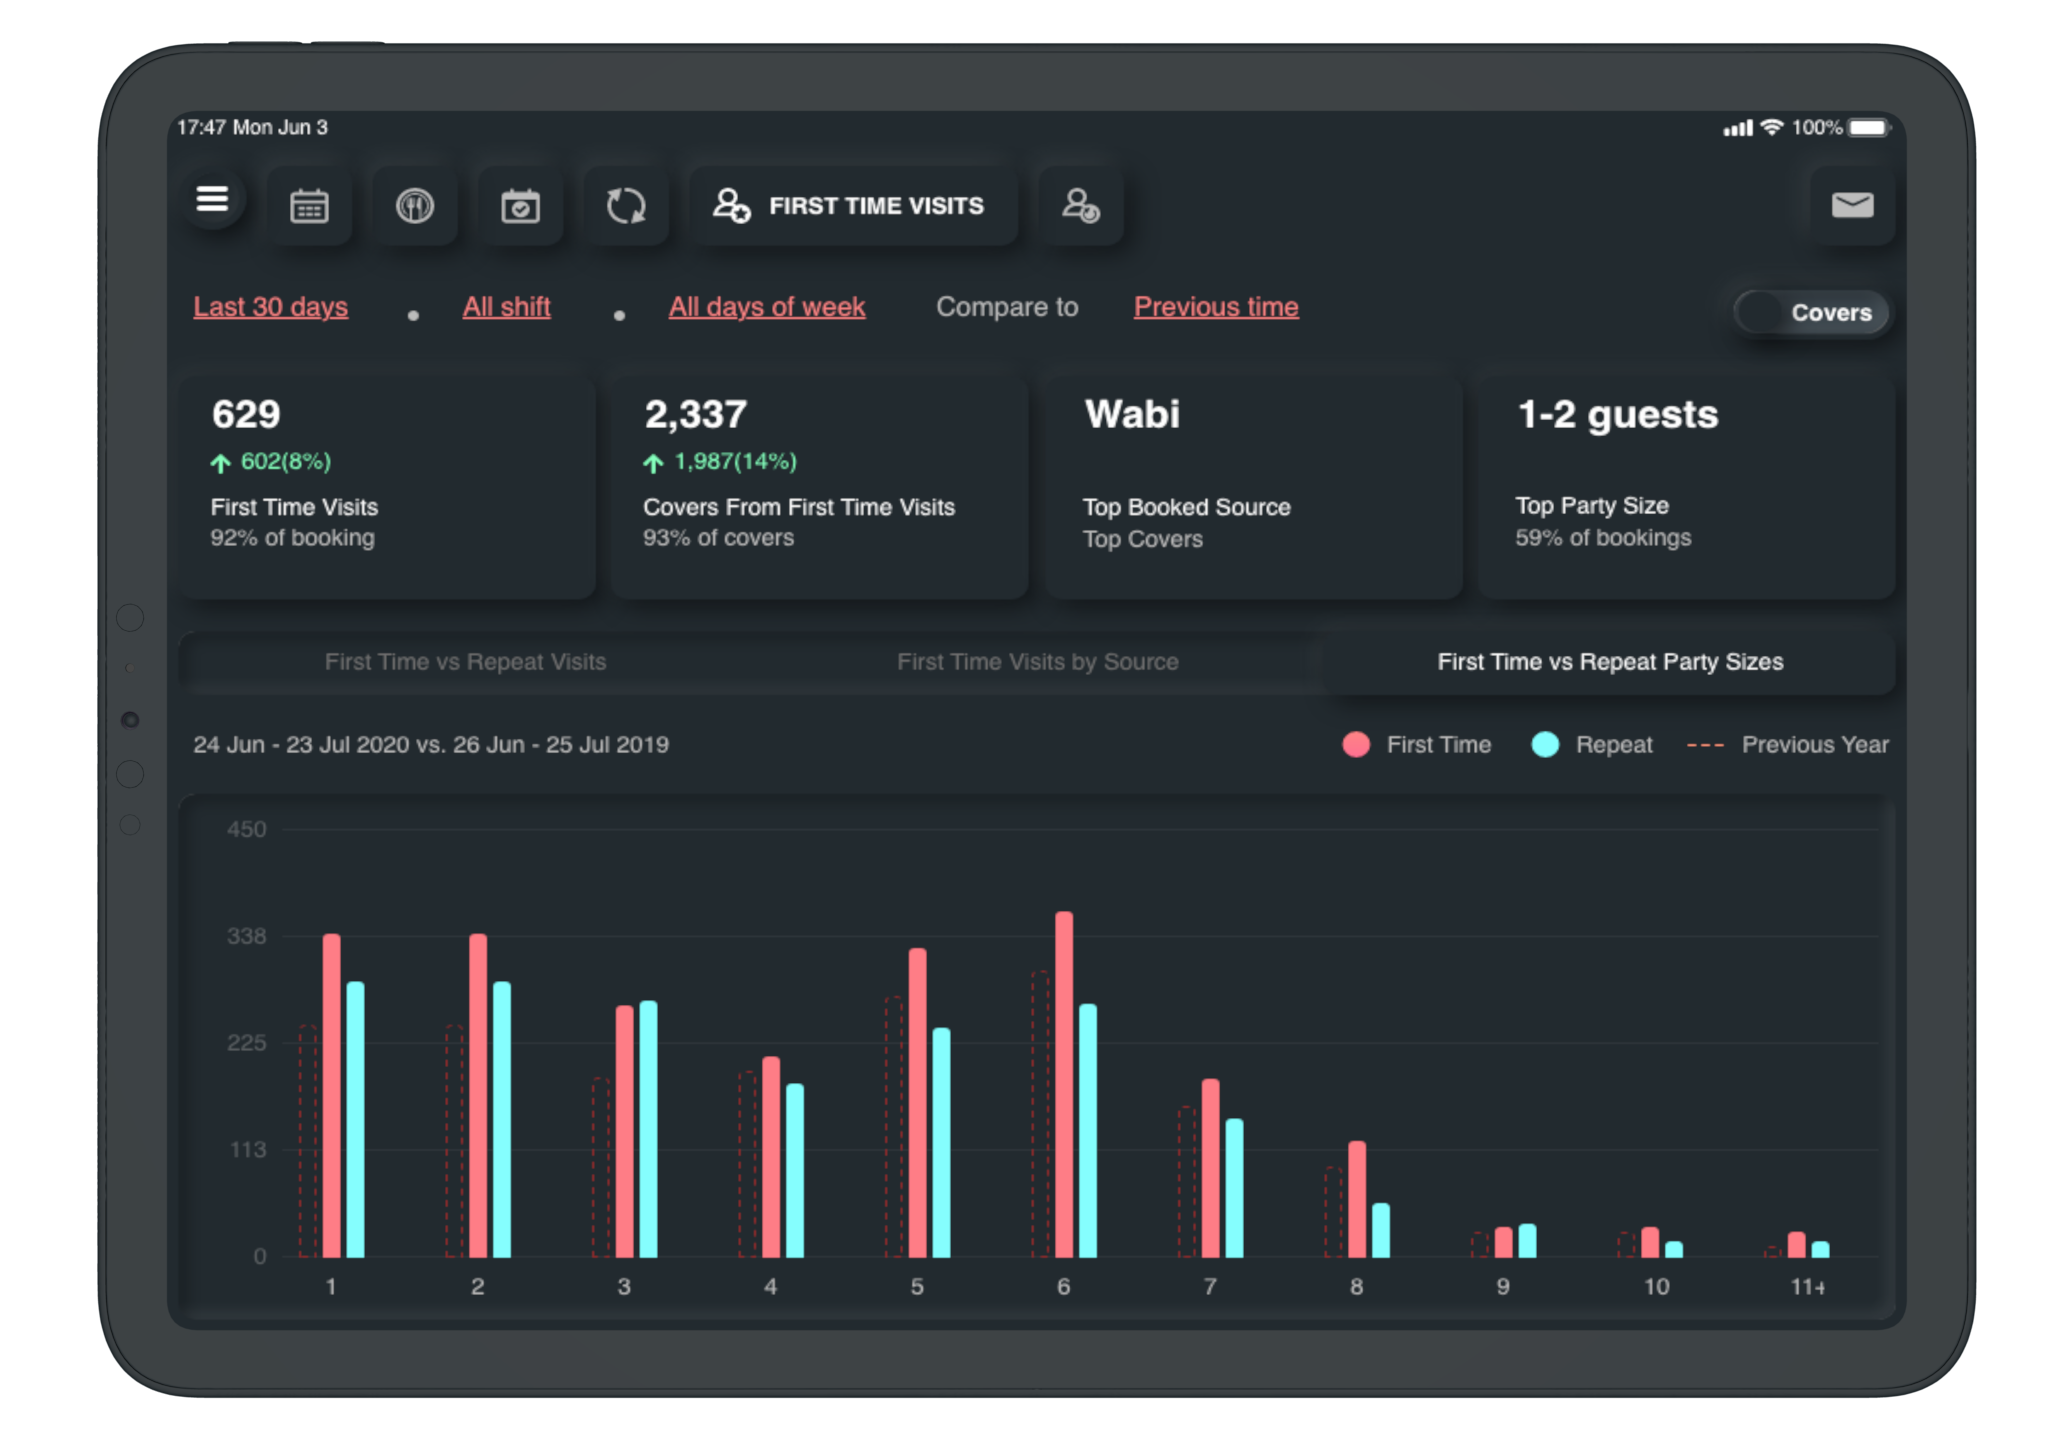 17:47 Mon Jun 3 100%
FIRST TIME VISITS
Last 30 days • All shift • All days of week Compare to Previous time Covers
629
602(8%)
First Time Visits
92% of booking
2,337
1,987(14%)
Covers From First Time Visits
93% of covers
Wabi
Top Booked Source
Top Covers
1-2 guests
Top Party Size
59% of bookings
First Time vs Repeat Visits First Time Visits by Source First Time vs Repeat Party Sizes
24 Jun - 23 Jul 2020 vs. 26 Jun - 25 Jul 2019 First Time Repeat Previous Year
450
338
225
113
0
1 2 3 4 5 6 7 8 9 10 11+